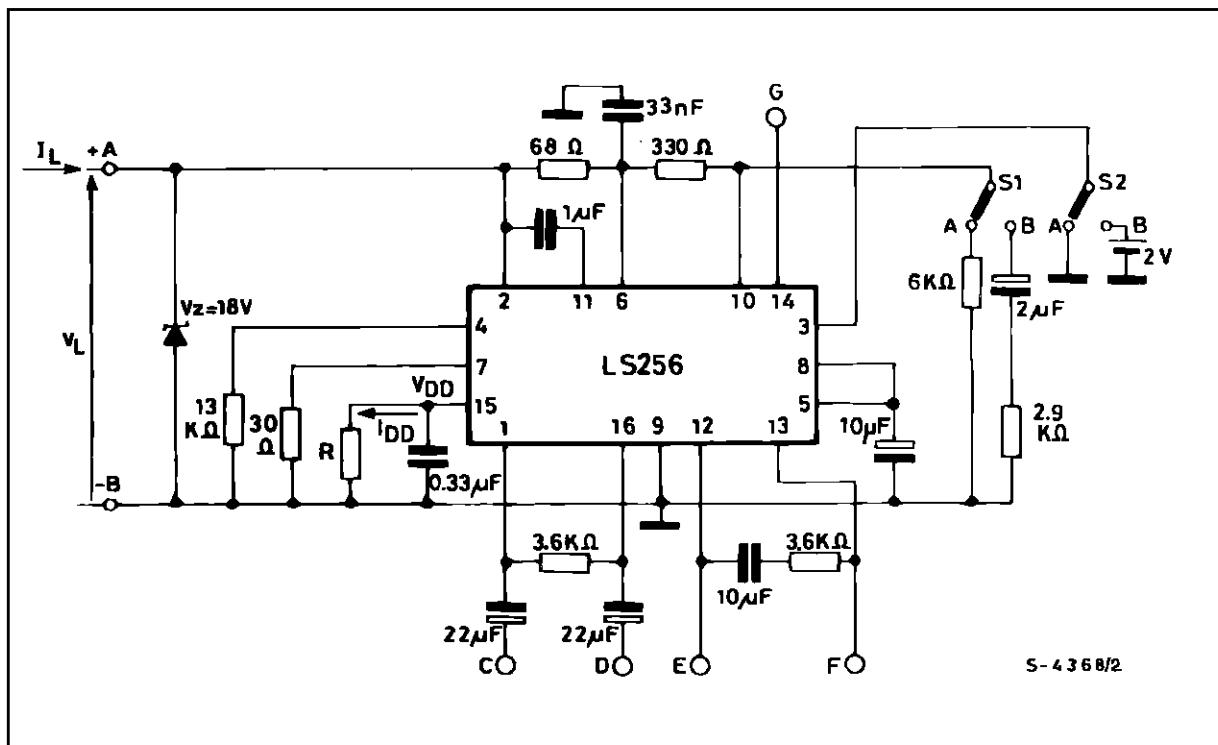 G
33nF
68 Ω
330 Ω
I_L
+A
S1
S2
1μF
A
B
A
B
2 V
6KΩ
2μF
2
11
6
10
14
Vz=18V
V_L
4
3
LS256
7
8
V_DD
15
5
13
KΩ
30
Ω
R
I_DD
1
16
9
12
13
10μF
2.9
KΩ
0.33μF
-B
3.6KΩ
3.6KΩ
10μF
22μF
22μF
C
D
E
F
S-4368/2